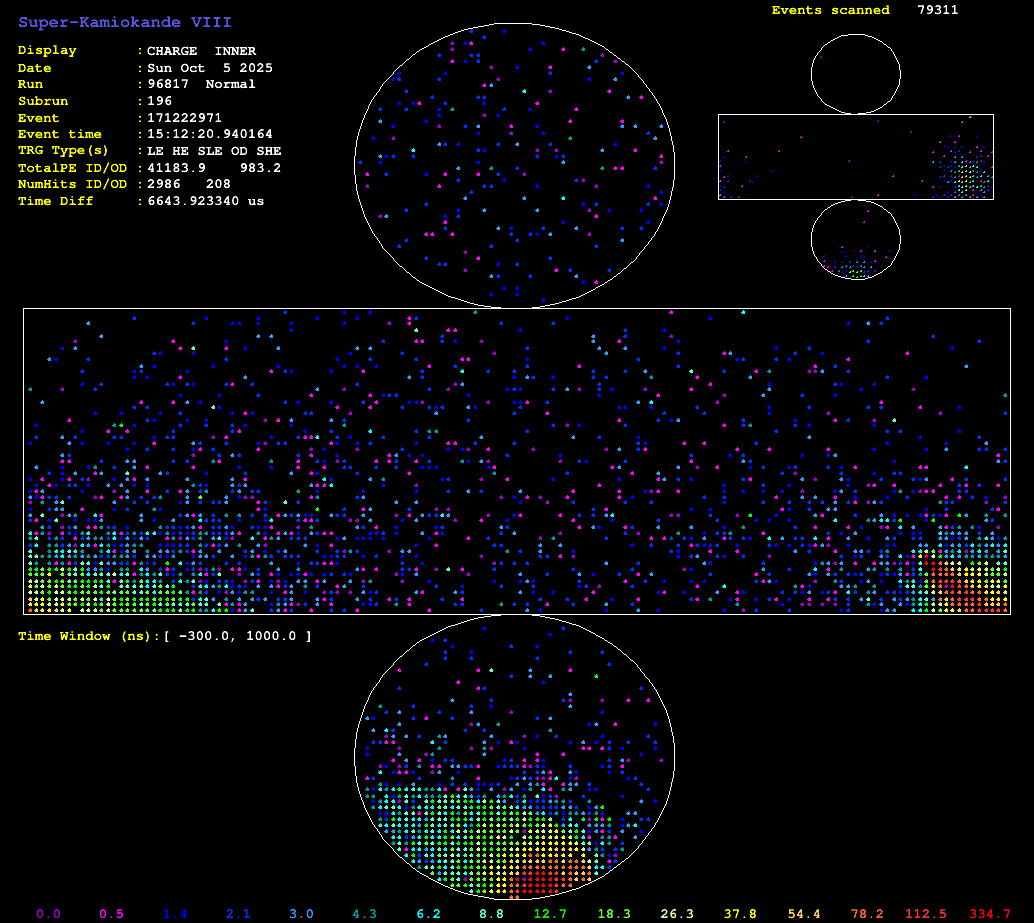 Super-Kamiokande VIII
Events scanned 79311
Display : CHARGE INNER
Date : Sun Oct 5 2025
Run : 96817 Normal
Subrun : 196
Event : 171222971
Event time : 15:12:20.940164
TRG Type(s) : LE HE SLE OD SHE
TotalPE ID/OD : 41183.9 983.2
NumHits ID/OD : 2986 208
Time Diff : 6643.923340 us
Time Window (ns):[ -300.0, 1000.0 ]
0.0 0.5 1.4 2.1 3.0 4.3 6.2 8.8 12.7 18.3 26.3 37.8 54.4 78.2 112.5 334.7